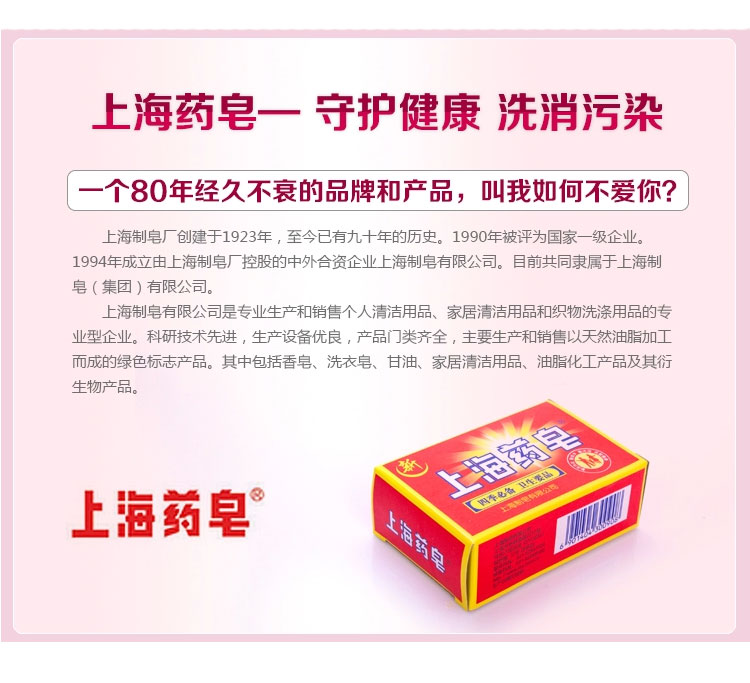 上海药皂— 守护健康 洗消污染
一个80年经久不衰的品牌和产品，叫我如何不爱你?
上海制皂厂创建于1923年，至今已有九十年的历史。1990年被评为国家一级企业。
1994年成立由上海制皂厂控股的中外合资企业上海制皂有限公司。目前共同隶属于上海制
皂（集团）有限公司。
上海制皂有限公司是专业生产和销售个人清洁用品、家居清洁用品和织物洗涤用品的专
业型企业。科研技术先进，生产设备优良，产品门类齐全，主要生产和销售以天然油脂加工
而成的绿色标志产品。其中包括香皂、洗衣皂、甘油、家居清洁用品、油脂化工产品及其衍
生物产品。
上海药皂®
新
上海药皂
四季必备 卫生要品
上海制皂有限公司
上海药皂